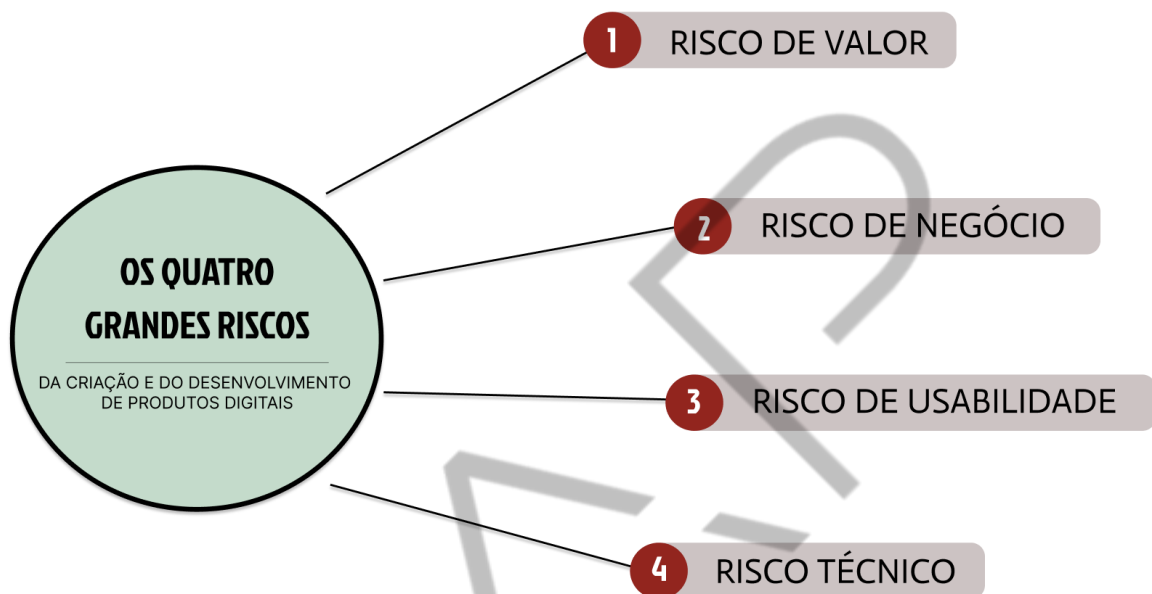 OS QUATRO
GRANDES RISCOS
DA CRIAÇÃO E DO DESENVOLVIMENTO
DE PRODUTOS DIGITAIS
1 RISCO DE VALOR
2 RISCO DE NEGÓCIO
3 RISCO DE USABILIDADE
4 RISCO TÉCNICO